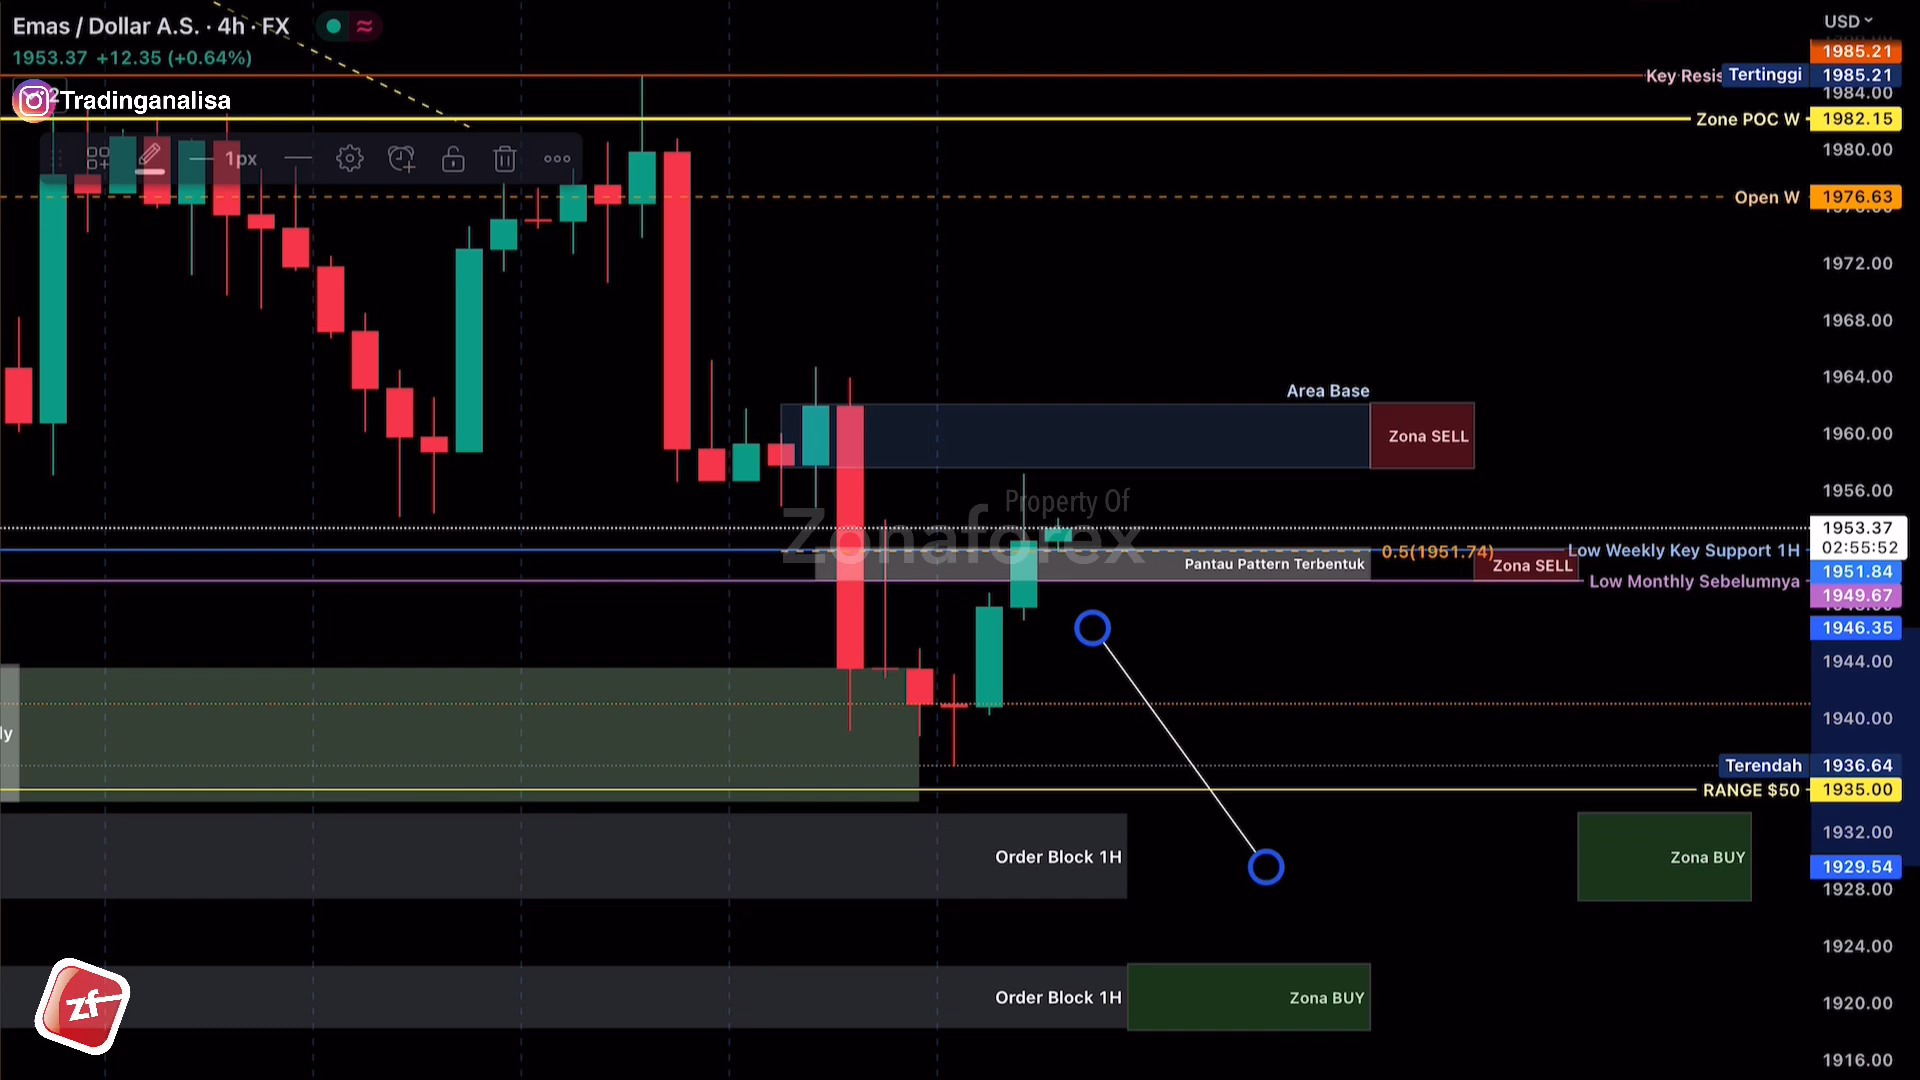 Emas / Dollar A.S. · 4h · FX
1953.37 +12.35 (+0.64%)
Tradinganalisa
1px
USD
1985.21
Key Resis Tertinggi 1985.21
1984.00
Zone POC W 1982.15
1980.00
Open W 1976.63
1972.00
1968.00
1964.00
Area Base
Zona SELL
1960.00
1956.00
Property Of
Zonaforex
1953.37
02:55:52
0.5(1951.74)
Low Weekly Key Support 1H
Pantau Pattern Terbentuk
Zona SELL
1951.84
Low Monthly Sebelumnya
1949.67
1946.35
1944.00
ly
1940.00
Terendah 1936.64
RANGE $50 1935.00
1932.00
Order Block 1H
Zona BUY
1929.54
1928.00
1924.00
Order Block 1H
Zona BUY
1920.00
1916.00
zf